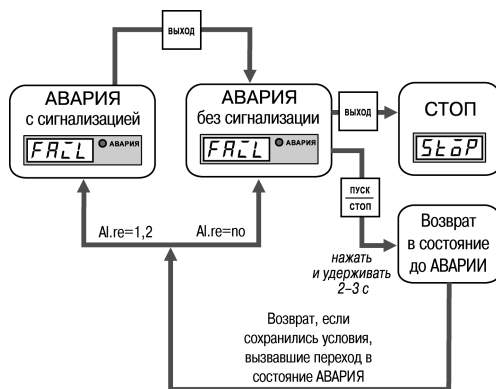 ВЫХОД
АВАРИЯ
с сигнализацией
FAIL
АВАРИЯ
АВАРИЯ
без сигнализации
FAIL
АВАРИЯ
ВЫХОД
СТОП
StoP
ПУСК
СТОП
Al.re=1,2
Al.re=no
нажать
и удерживать
2–3 с
Возврат
в состояние
до АВАРИИ
Возврат, если
сохранились условия,
вызвавшие переход в
состояние АВАРИЯ